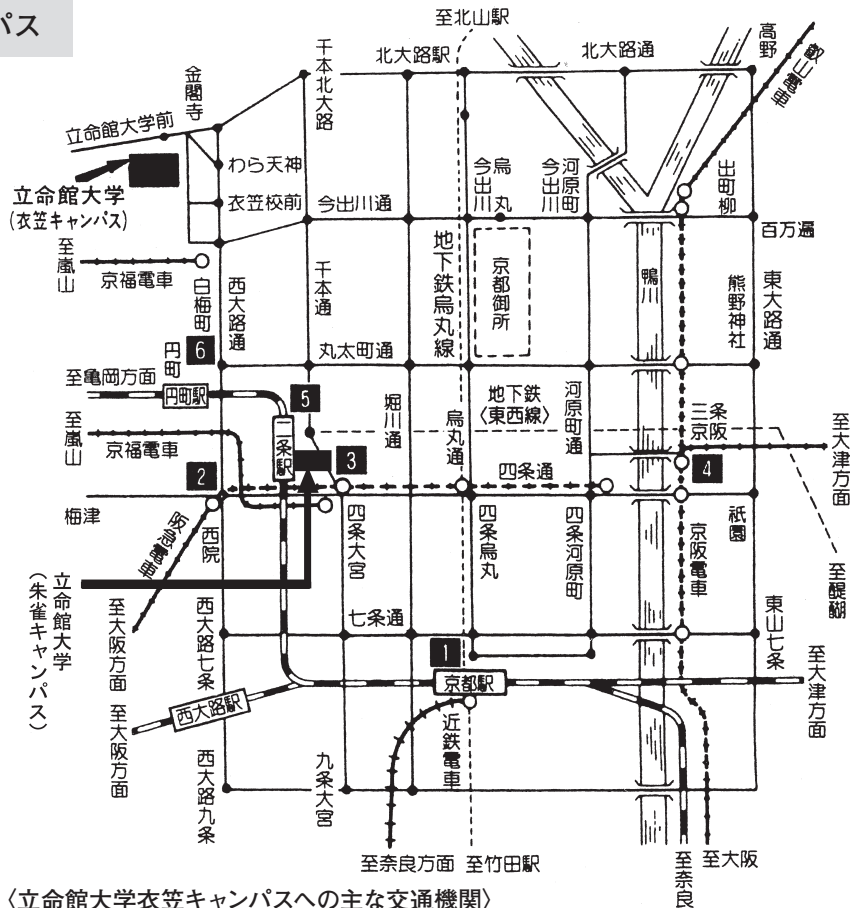 パス
至北山駅
北大路駅
北大路通
高野
叡山電車
千本北大路
金閣寺
立命館大学前
わら天神
立命館大学
(衣笠キャンパス)
衣笠校前
今出川通
烏丸
今出川
河原町
今出川
出町柳
百万遍
至嵐山
京福電車
白梅町
西大路通
千本通
地下鉄烏丸線
京都御所
鴨川
熊野神社
東大路通
6
円町
丸太町通
至亀岡方面
円町駅
5
堀川通
烏丸通
地下鉄
〈東西線〉
河原町通
三条
京阪
至大津方面
至嵐山
京福電車
二条駅
3
四条通
4
2
梅津
西院
阪急電車
四条大宮
四条烏丸
四条河原町
京阪電車
祇園
至醍醐
立命館大学
(朱雀キャンパス)
至大阪方面
西大路七条
七条通
東山七条
1
京都駅
至大津方面
西大路駅
至大阪方面
近鉄電車
西大路九条
九条大宮
至奈良方面
至竹田駅
至奈良
至大阪
〈立命館大学衣笠キャンパスへの主な交通機関〉